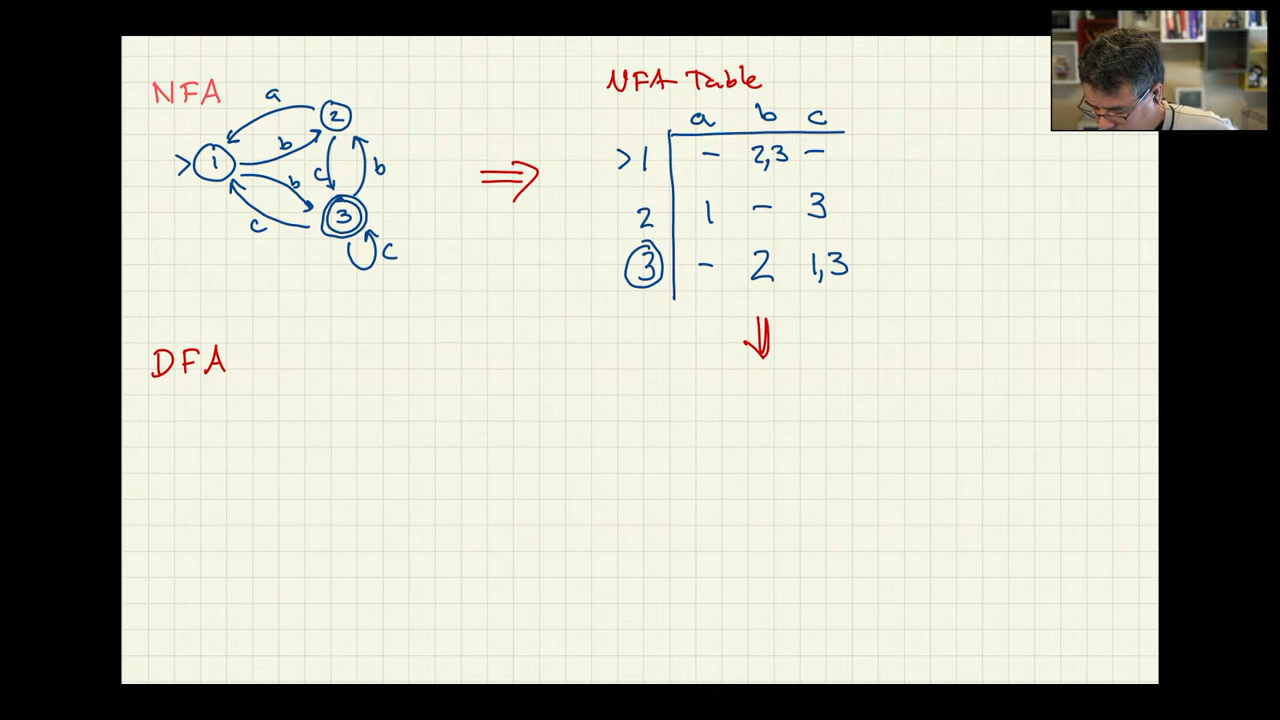 NFA
a
2
1
b
b
c
b
3
c
c
NFA Table
a b c
>1 - 2,3 -
2 1 - 3
3 - 2 1,3
DFA